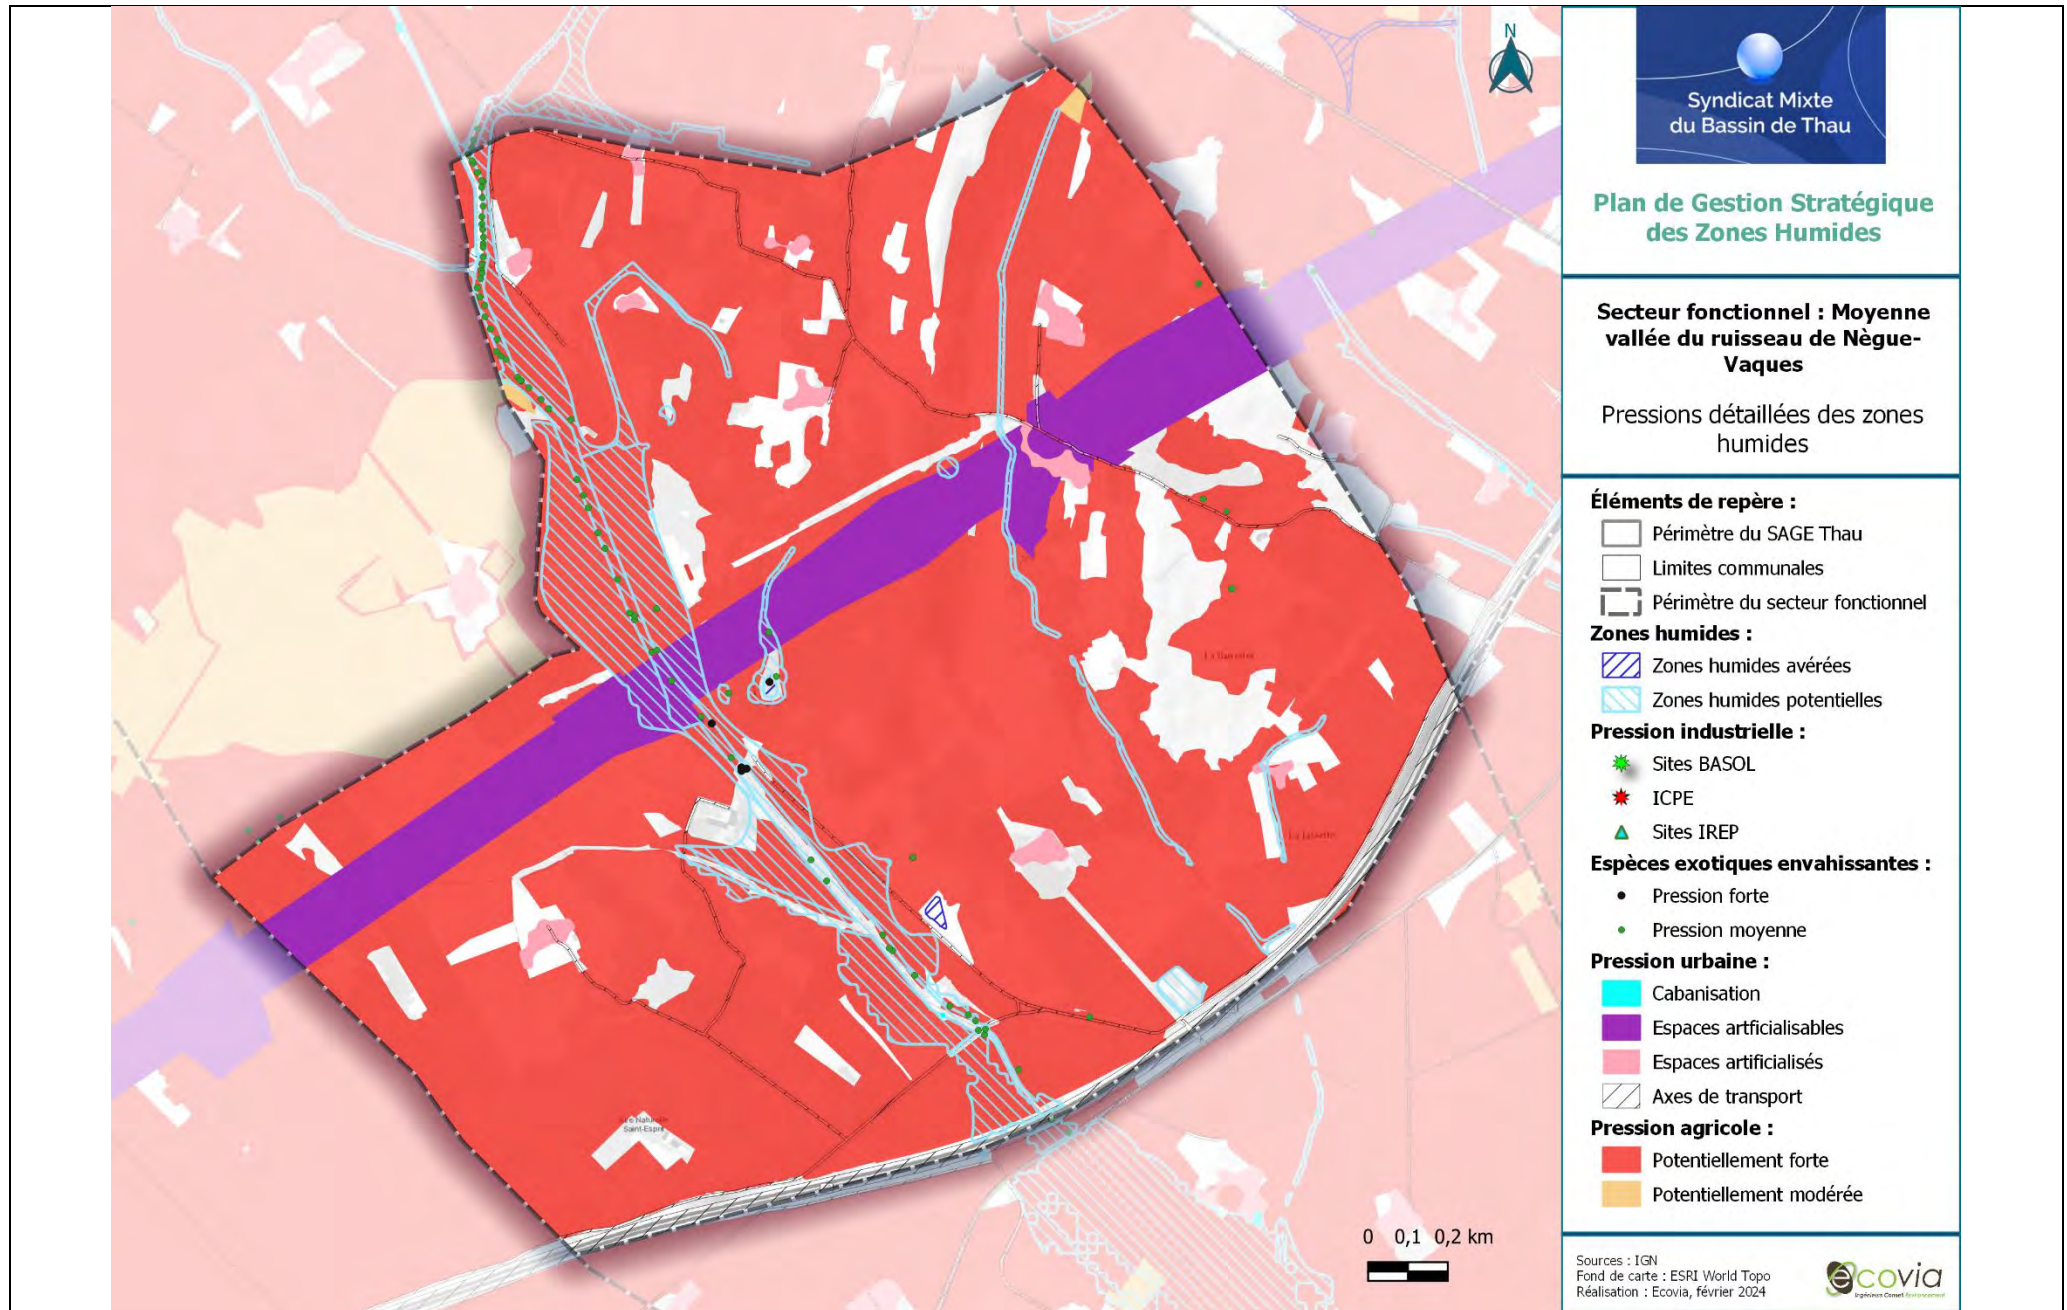 N
Syndicat Mixte
du Bassin de Thau
Plan de Gestion Stratégique
des Zones Humides
Secteur fonctionnel : Moyenne
vallée du ruisseau de Nègue-
Vaques
Pressions détaillées des zones
humides
Éléments de repère :
Périmètre du SAGE Thau
Limites communales
Périmètre du secteur fonctionnel
Zones humides :
Zones humides avérées
Zones humides potentielles
Pression industrielle :
Sites BASOL
ICPE
Sites IREP
Espèces exotiques envahissantes :
Pression forte
Pression moyenne
Pression urbaine :
Cabanisation
Espaces artficialisables
Espaces artificialisés
Axes de transport
Pression agricole :
Potentiellement forte
Potentiellement modérée
0 0,1 0,2 km
Sources : IGN
Fond de carte : ESRI World Topo
Réalisation : Ecovia, février 2024
ecovia
Saint-Esprit